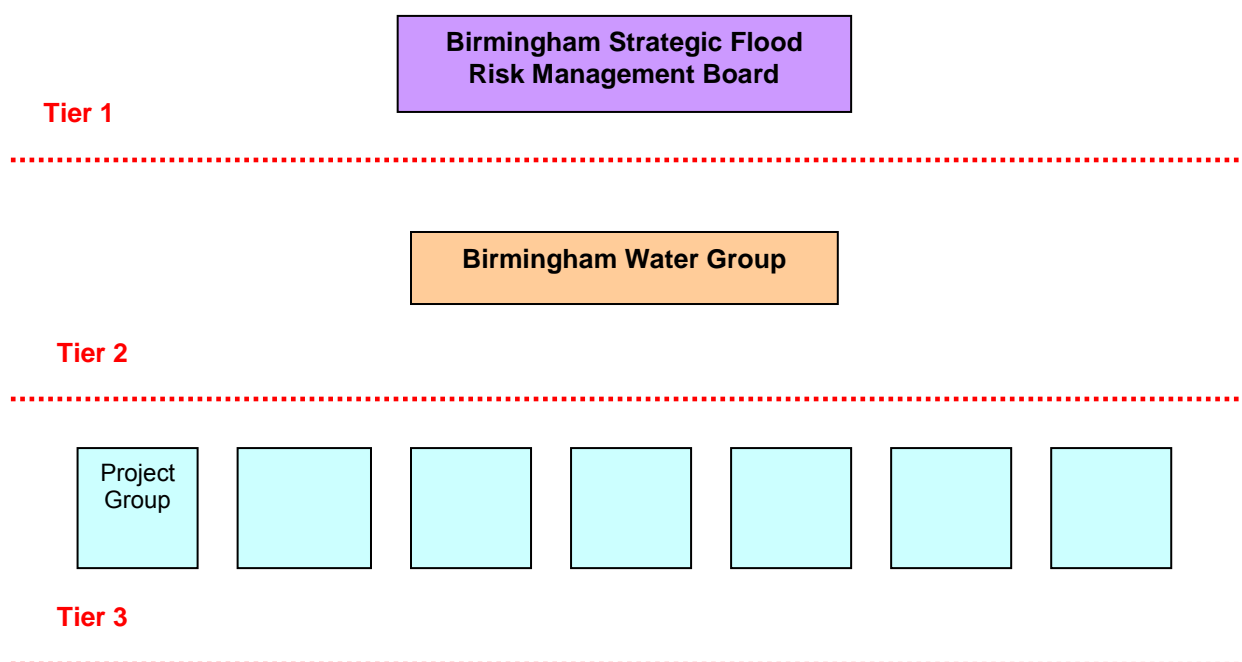 Birmingham Strategic Flood
Risk Management Board
Tier 1
Birmingham Water Group
Tier 2
Project
Group
Tier 3